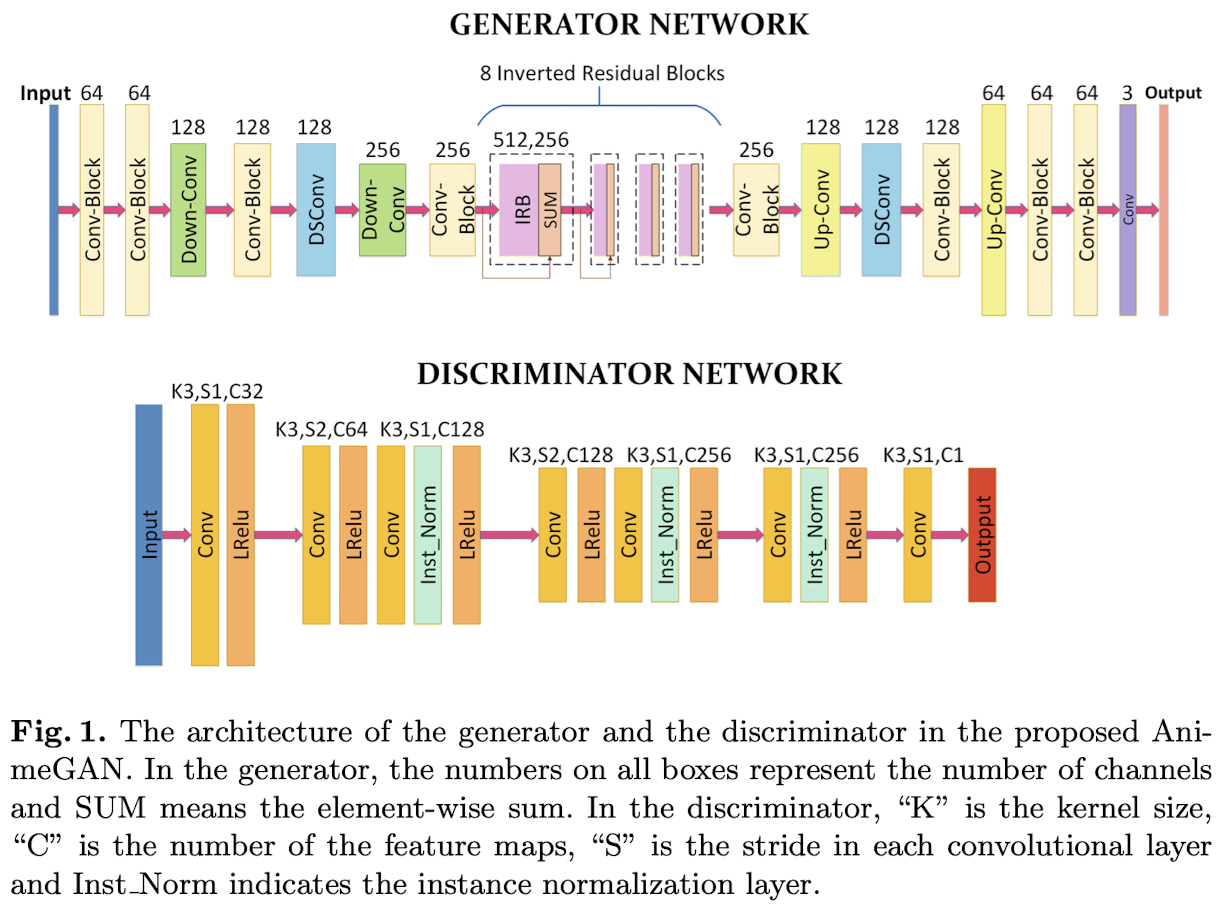 GENERATOR NETWORK
8 Inverted Residual Blocks
Input 64 64 128 128 128 256 256 512,256 256 128 128 128 64 64 64 3 Output
Conv-Block
Conv-Block
Down-Conv
Conv-Block
DSConv
Down-
Conv
Conv-
Block
IRB
SUM
Conv-
Block
Up-Conv
DSConv
Conv-Block
Up-Conv
Conv-Block
Conv-Block
Conv
DISCRIMINATOR NETWORK
K3,S1,C32
K3,S2,C64 K3,S1,C128
K3,S2,C128 K3,S1,C256 K3,S1,C256 K3,S1,C1
Input
Conv
LRelu
Conv
LRelu
Conv
Inst_Norm
LRelu
Conv
LRelu
Conv
Inst_Norm
LRelu
Conv
Inst_Norm
LRelu
Conv
Outpput
Fig. 1. The architecture of the generator and the discriminator in the proposed Ani-
meGAN. In the generator, the numbers on all boxes represent the number of channels
and SUM means the element-wise sum. In the discriminator, “K” is the kernel size,
“C” is the number of the feature maps, “S” is the stride in each convolutional layer
and Inst_Norm indicates the instance normalization layer.